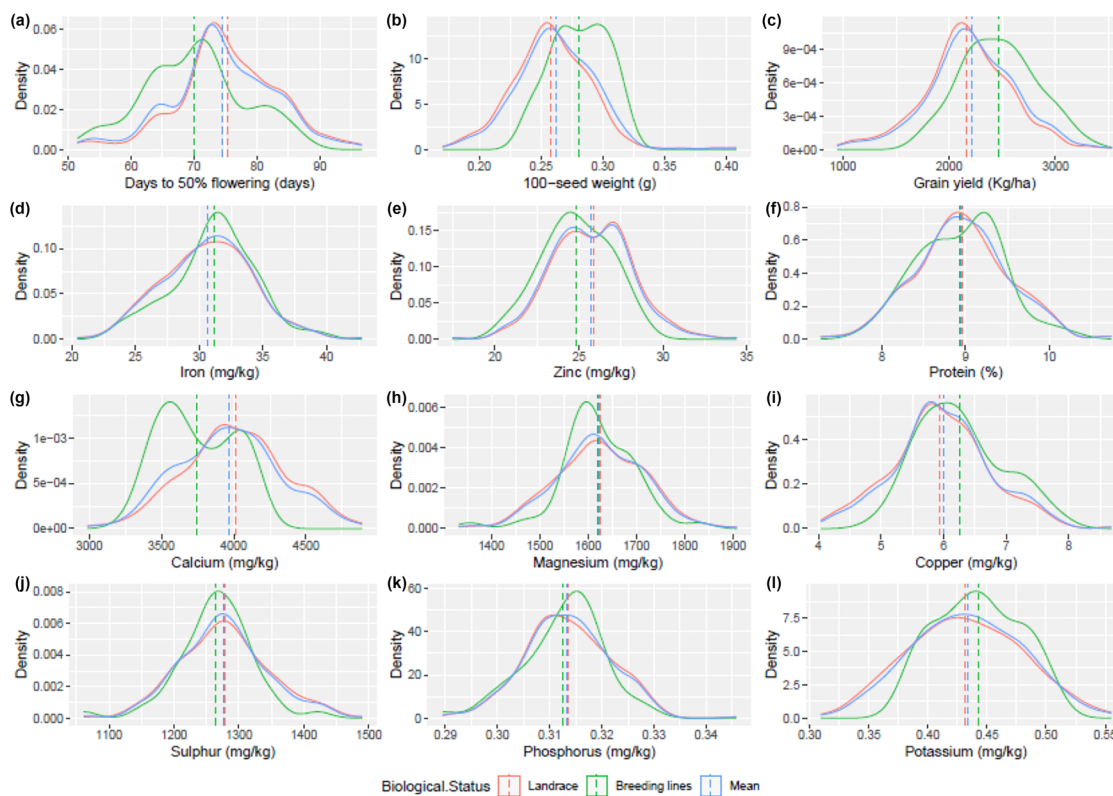 (a) (b) (c)
0.06 0.04 0.02 0.00 Density
50 60 70 80 90
Days to 50% flowering (days)
15 10 5 0 Density
0.20 0.25 0.30 0.35 0.40
100−seed weight (g)
9e−04 6e−04 3e−04 0e+00 Density
1000 2000 3000
Grain yield (Kg/ha)
(d) (e) (f)
0.10 0.05 0.00 Density
20 25 30 35 40
Iron (mg/kg)
0.15 0.10 0.05 0.00 Density
20 25 30
Zinc (mg/kg)
0.8 0.6 0.4 0.2 0.0 Density
8 9 10
Protein (%)
(g) (h) (i)
1e−03 5e−04 0e+00 Density
3000 3500 4000 4500
Calcium (mg/kg)
0.006 0.004 0.002 0.000 Density
1400 1500 1600 1700 1800 1900
Magnesium (mg/kg)
0.4 0.2 0.0 Density
4 5 6 7 8
Copper (mg/kg)
(j) (k) (l)
0.008 0.006 0.004 0.002 0.000 Density
1100 1200 1300 1400 1500
Sulphur (mg/kg)
60 40 20 0 Density
0.29 0.30 0.31 0.32 0.33 0.34
Phosphorus (mg/kg)
7.5 5.0 2.5 0.0 Density
0.30 0.35 0.40 0.45 0.50 0.55
Potassium (mg/kg)
Biological.Status Landrace Breeding lines Mean